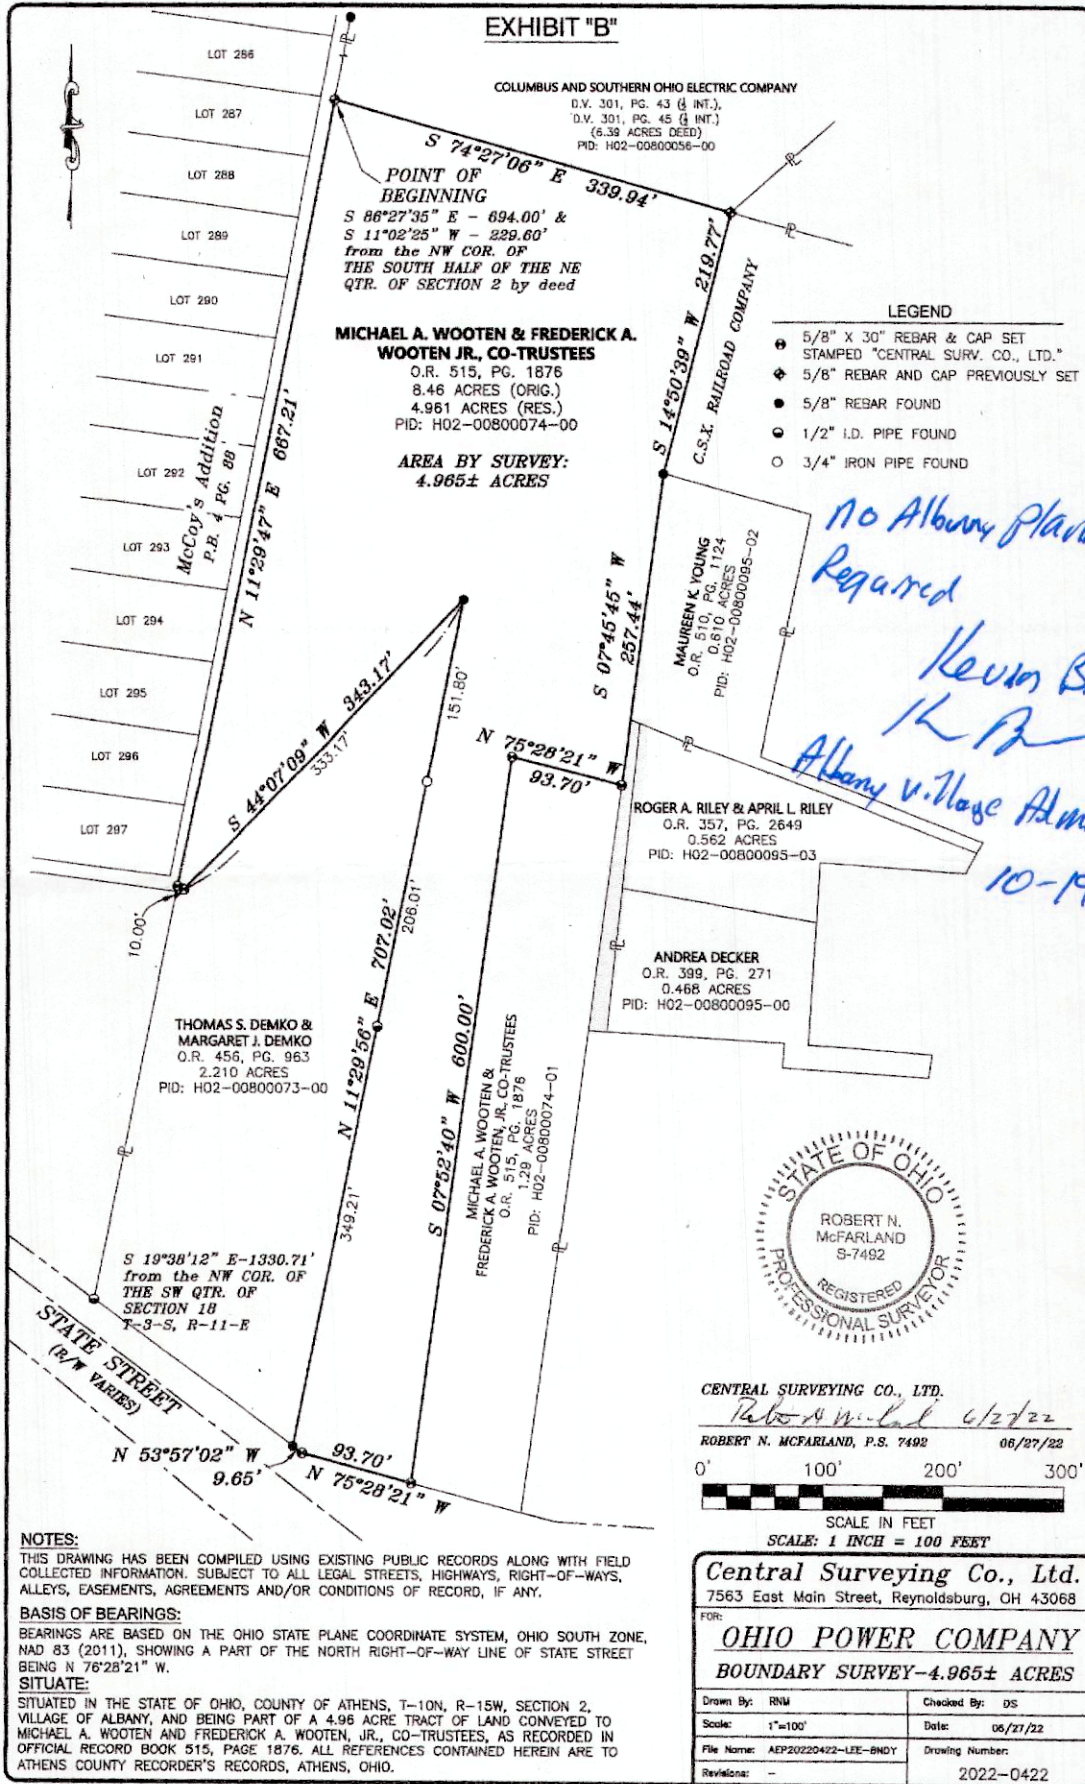 EXHIBIT "B"
LOT 286
LOT 287
LOT 288
LOT 289
LOT 290
LOT 291
LOT 292
LOT 293
LOT 294
LOT 295
LOT 296
LOT 297
McCoy's Addition
P.B. 4 PG. 88
COLUMBUS AND SOUTHERN OHIO ELECTRIC COMPANY
D.V. 301, PG. 43 (½ INT.),
D.V. 301, PG. 45 (½ INT.)
(6.39 ACRES DEED)
PID: H02-00800056-00
S 74°27'06" E 339.94'
POINT OF
BEGINNING
S 86°27'35" E - 694.00' &
S 11°02'25" W - 229.60'
from the NW COR. OF
THE SOUTH HALF OF THE NE
QTR. OF SECTION 2 by deed
MICHAEL A. WOOTEN & FREDERICK A.
WOOTEN JR., CO-TRUSTEES
O.R. 515, PG. 1876
8.46 ACRES (ORIG.)
4.961 ACRES (RES.)
PID: H02-00800074-00
AREA BY SURVEY:
4.965± ACRES
N 11°29'47" E 667.21'
S 14°50'39" W 219.77'
C.S.X. RAILROAD COMPANY
LEGEND
5/8" X 30" REBAR & CAP SET
STAMPED "CENTRAL SURV. CO., LTD."
5/8" REBAR AND CAP PREVIOUSLY SET
5/8" REBAR FOUND
1/2" I.D. PIPE FOUND
3/4" IRON PIPE FOUND
no Albany
Required
Kevin B
Albany Village
10-19
MAUREEN K. YOUNG
O.R. 510, PG. 1124
0.610 ACRES
PID: H02-00800095-02
S 07°45'45" W
257.44'
S 44°07'09" W 343.17'
333.17'
151.80'
N 75°28'21" W
93.70'
ROGER A. RILEY & APRIL L. RILEY
O.R. 357, PG. 2649
0.562 ACRES
PID: H02-00800095-03
ANDREA DECKER
O.R. 399, PG. 271
0.468 ACRES
PID: H02-00800095-00
10.00'
206.01'
N 11°29'56" E 707.02'
349.21'
THOMAS S. DEMKO &
MARGARET J. DEMKO
O.R. 456, PG. 963
2.210 ACRES
PID: H02-00800073-00
S 07°52'40" W 600.00'
MICHAEL A. WOOTEN &
FREDERICK A. WOOTEN, JR., CO-TRUSTEES
O.R. 515, PG. 1876
1.29 ACRES
PID: H02-00800074-01
S 19°38'12" E-1330.71'
from the NW COR. OF
THE SW QTR. OF
SECTION 18
T-3-S, R-11-E
STATE STREET
(R/W VARIES)
N 53°57'02" W
9.65'
93.70'
N 75°28'21" W
STATE OF OHIO
ROBERT N.
McFARLAND
S-7492
REGISTERED
PROFESSIONAL SURVEYOR
CENTRAL SURVEYING CO., LTD.
6/27/22
ROBERT N. MCFARLAND, P.S. 7492 06/27/22
0' 100' 200' 300'
SCALE IN FEET
SCALE: 1 INCH = 100 FEET
NOTES:
THIS DRAWING HAS BEEN COMPILED USING EXISTING PUBLIC RECORDS ALONG WITH FIELD
COLLECTED INFORMATION. SUBJECT TO ALL LEGAL STREETS, HIGHWAYS, RIGHT-OF-WAYS,
ALLEYS, EASEMENTS, AGREEMENTS AND/OR CONDITIONS OF RECORD, IF ANY.
BASIS OF BEARINGS:
BEARINGS ARE BASED ON THE OHIO STATE PLANE COORDINATE SYSTEM, OHIO SOUTH ZONE,
NAD 83 (2011), SHOWING A PART OF THE NORTH RIGHT-OF-WAY LINE OF STATE STREET
BEING N 76°28'21" W.
SITUATE:
SITUATED IN THE STATE OF OHIO, COUNTY OF ATHENS, T-10N, R-15W, SECTION 2,
VILLAGE OF ALBANY, AND BEING PART OF A 4.96 ACRE TRACT OF LAND CONVEYED TO
MICHAEL A. WOOTEN AND FREDERICK A. WOOTEN, JR., CO-TRUSTEES, AS RECORDED IN
OFFICIAL RECORD BOOK 515, PAGE 1876. ALL REFERENCES CONTAINED HEREIN ARE TO
ATHENS COUNTY RECORDER'S RECORDS, ATHENS, OHIO.
Central Surveying Co., Ltd.
7563 East Main Street, Reynoldsburg, OH 43068
FOR:
OHIO POWER COMPANY
BOUNDARY SURVEY-4.965± ACRES
Drawn By: RNM Checked By: DS
Scale: 1"=100' Date: 06/27/22
File Name: AEP20220422-LEE-BNDY Drawing Number:
Revisions: - 2022-0422